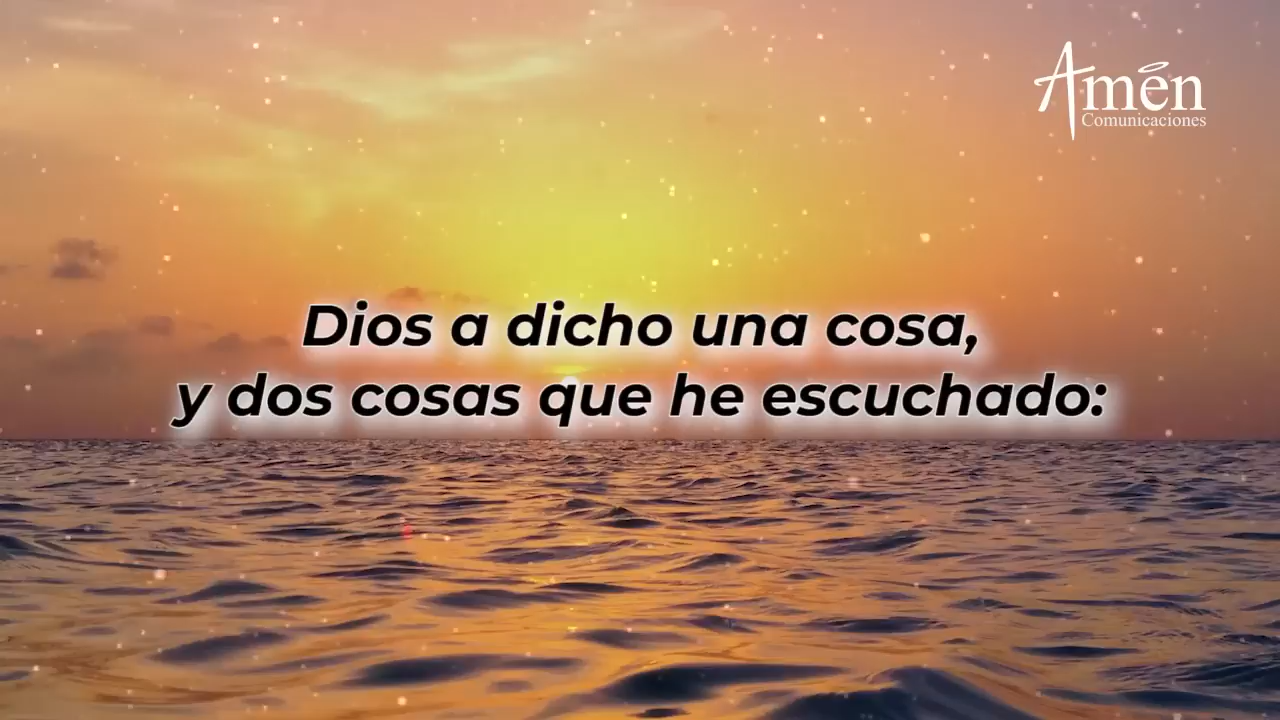 Amén
Comunicaciones
Dios a dicho una cosa,
y dos cosas que he escuchado: